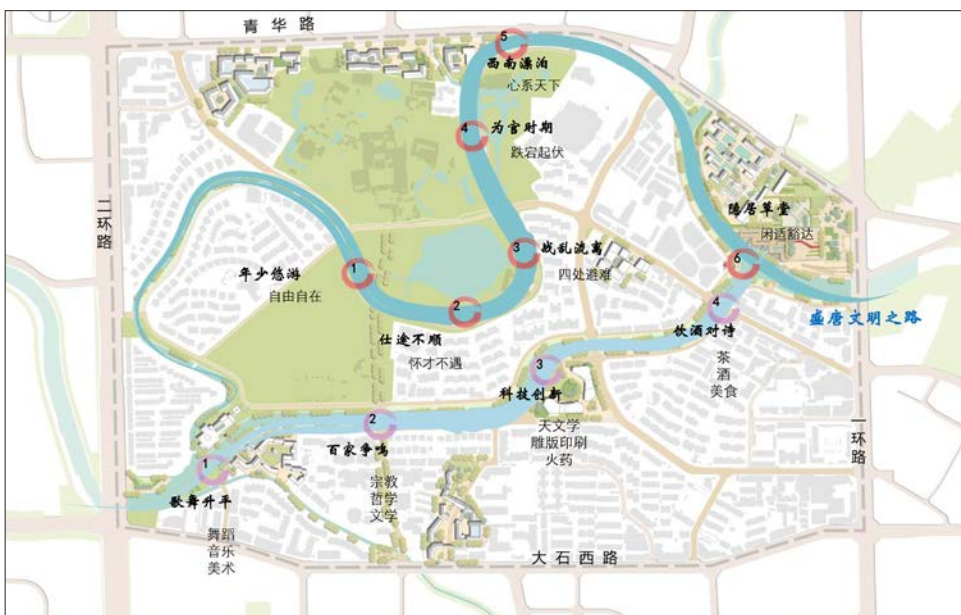 青华路
5
西南漂泊
心系天下
4
为官时期
跌宕起伏
二环路
隐居草堂
闲适豁达
3
战乱流离
四处避难
6
1
年少悠游
自由自在
2
仕途不顺
怀才不遇
4
饮酒对诗
茶
酒
美食
盛唐文明之路
3
科技创新
天文学
雕版印刷
火药
2
百家争鸣
宗教
哲学
文学
一环路
1
歌舞升平
舞蹈
音乐
美术
大石西路